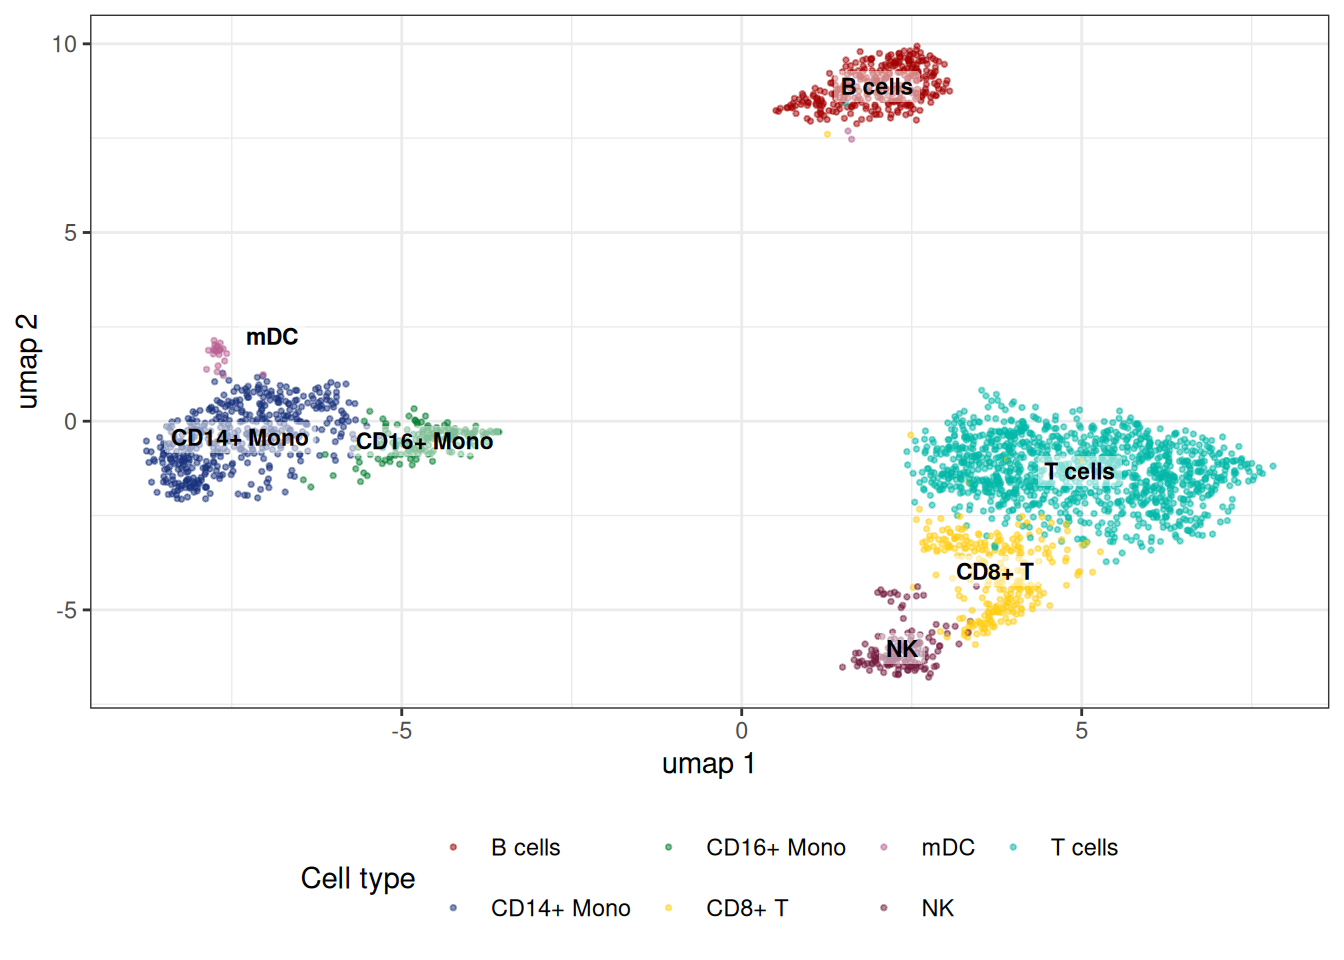 10
5
0
-5
umap 2
B cells
mDC
CD14+ Mono
CD16+ Mono
T cells
CD8+ T
NK
-5
0
5
umap 1
Cell type
B cells
CD16+ Mono
mDC
T cells
CD14+ Mono
CD8+ T
NK